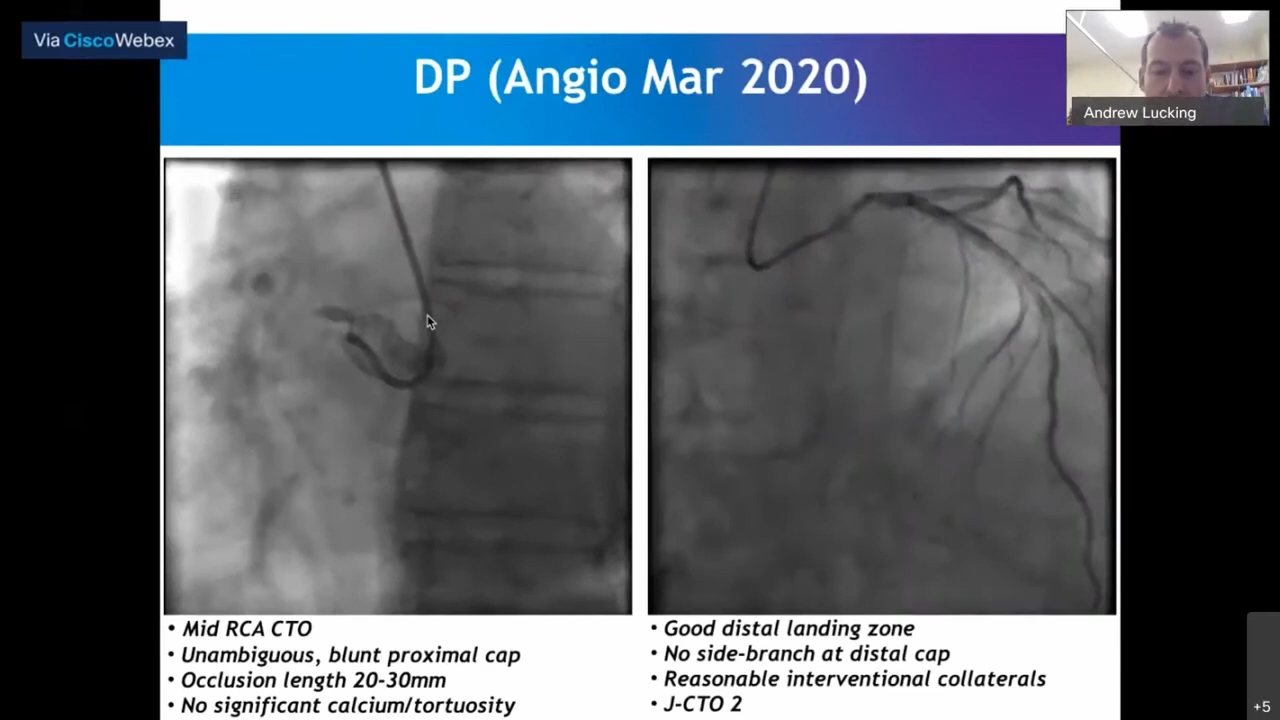 Via CiscoWebex
DP (Angio Mar 2020)
Andrew Lucking
• Mid RCA CTO
• Unambiguous, blunt proximal cap
• Occlusion length 20-30mm
• No significant calcium/tortuosity
• Good distal landing zone
• No side-branch at distal cap
• Reasonable interventional collaterals
• J-CTO 2
+5